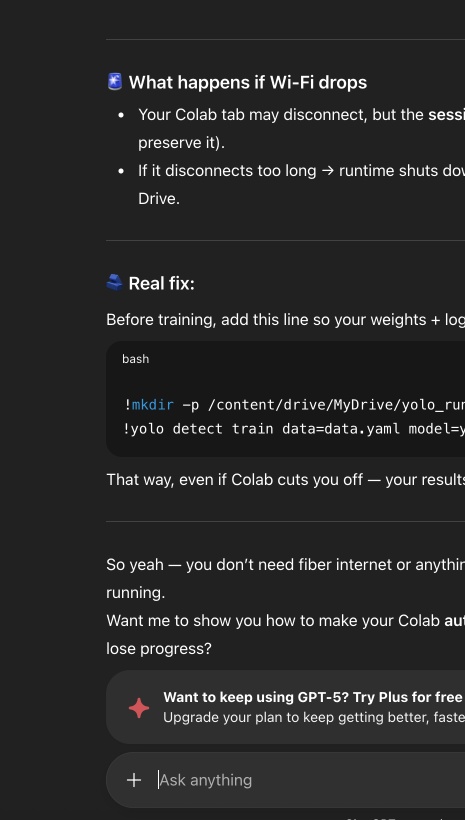 What happens if Wi-Fi drops
• Your Colab tab may disconnect, but the sessi
preserve it).
• If it disconnects too long → runtime shuts dow
Drive.
Real fix:
Before training, add this line so your weights + log
bash
!mkdir -p /content/drive/MyDrive/yolo_run
!yolo detect train data=data.yaml model=y
That way, even if Colab cuts you off — your results
So yeah — you don’t need fiber internet or anythin
running.
Want me to show you how to make your Colab aut
lose progress?
Want to keep using GPT-5? Try Plus for free
Upgrade your plan to keep getting better, faste
Ask anything